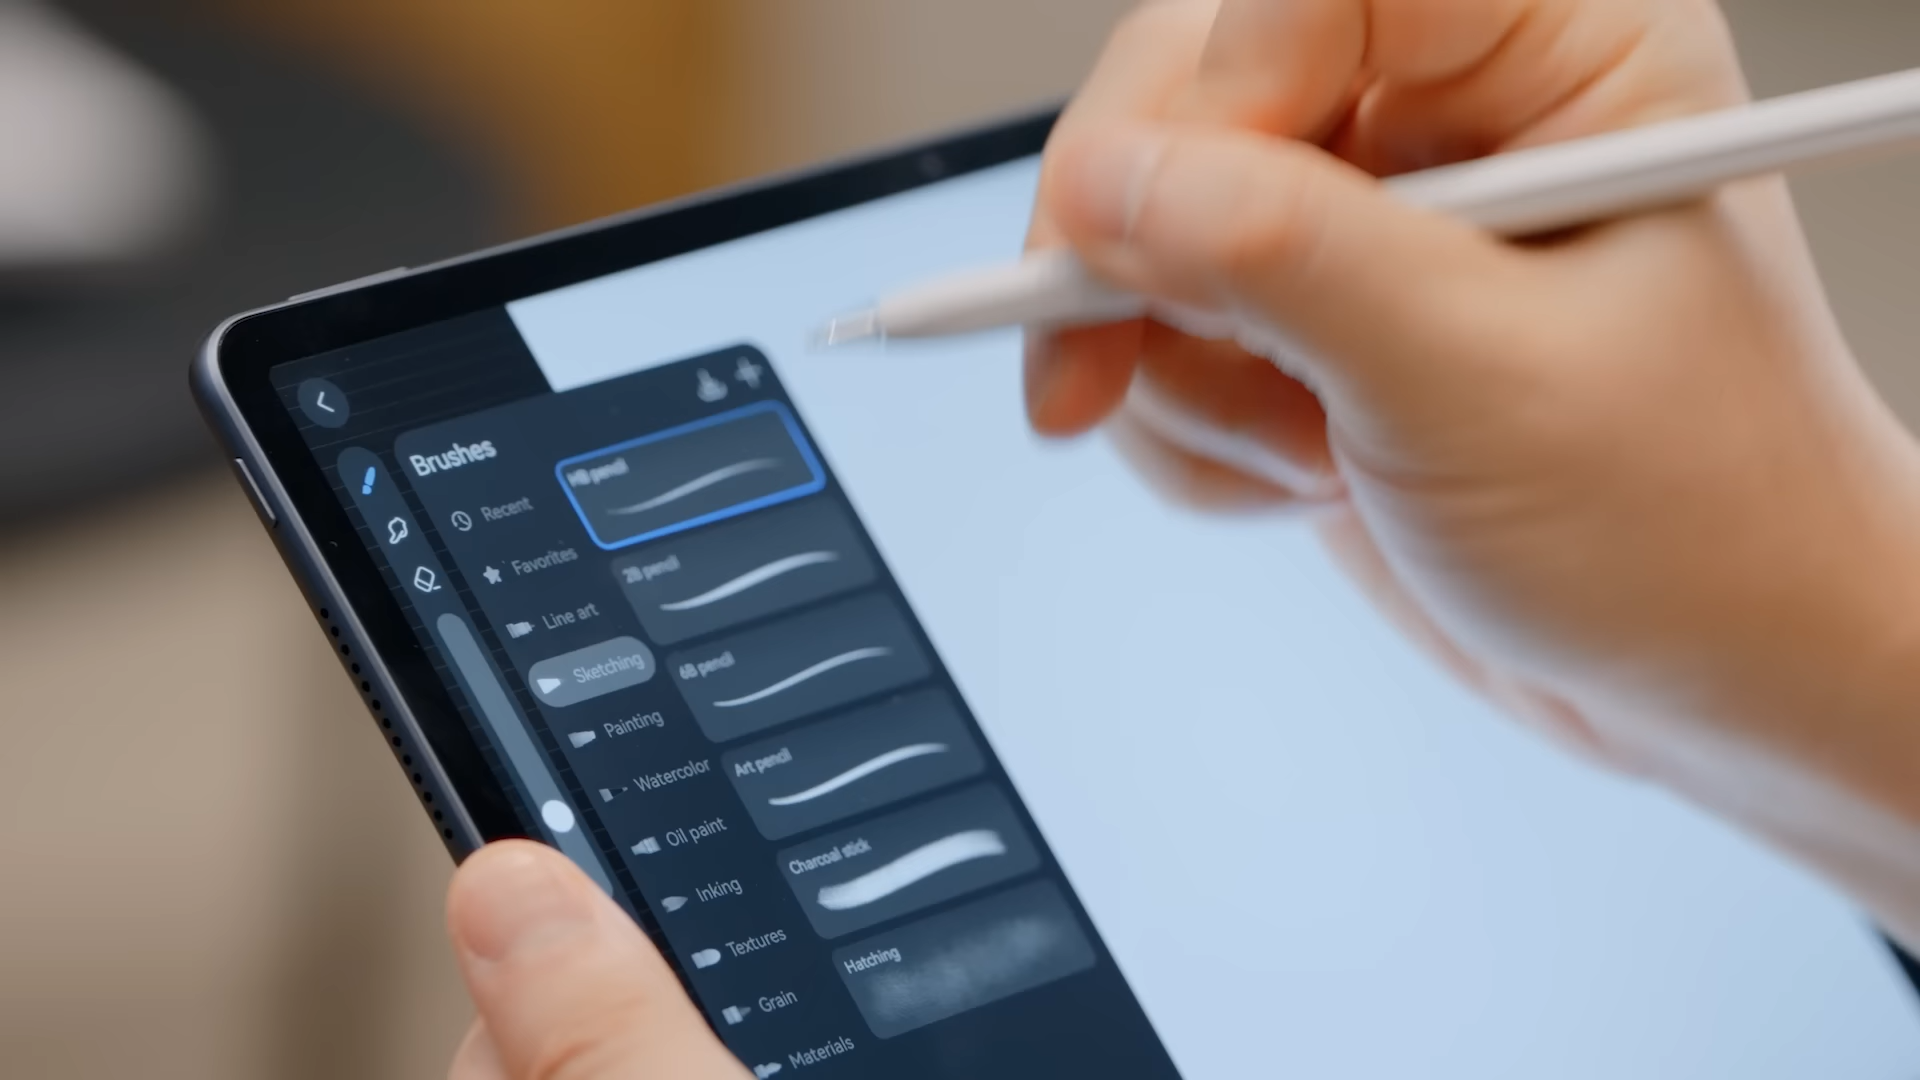 Brushes
Recent
Favorites
Line art
Sketching
Painting
Watercolor
Oil paint
Inking
Textures
Grain
Materials
HB pencil
2B pencil
6B pencil
Art pencil
Charcoal stick
Hatching